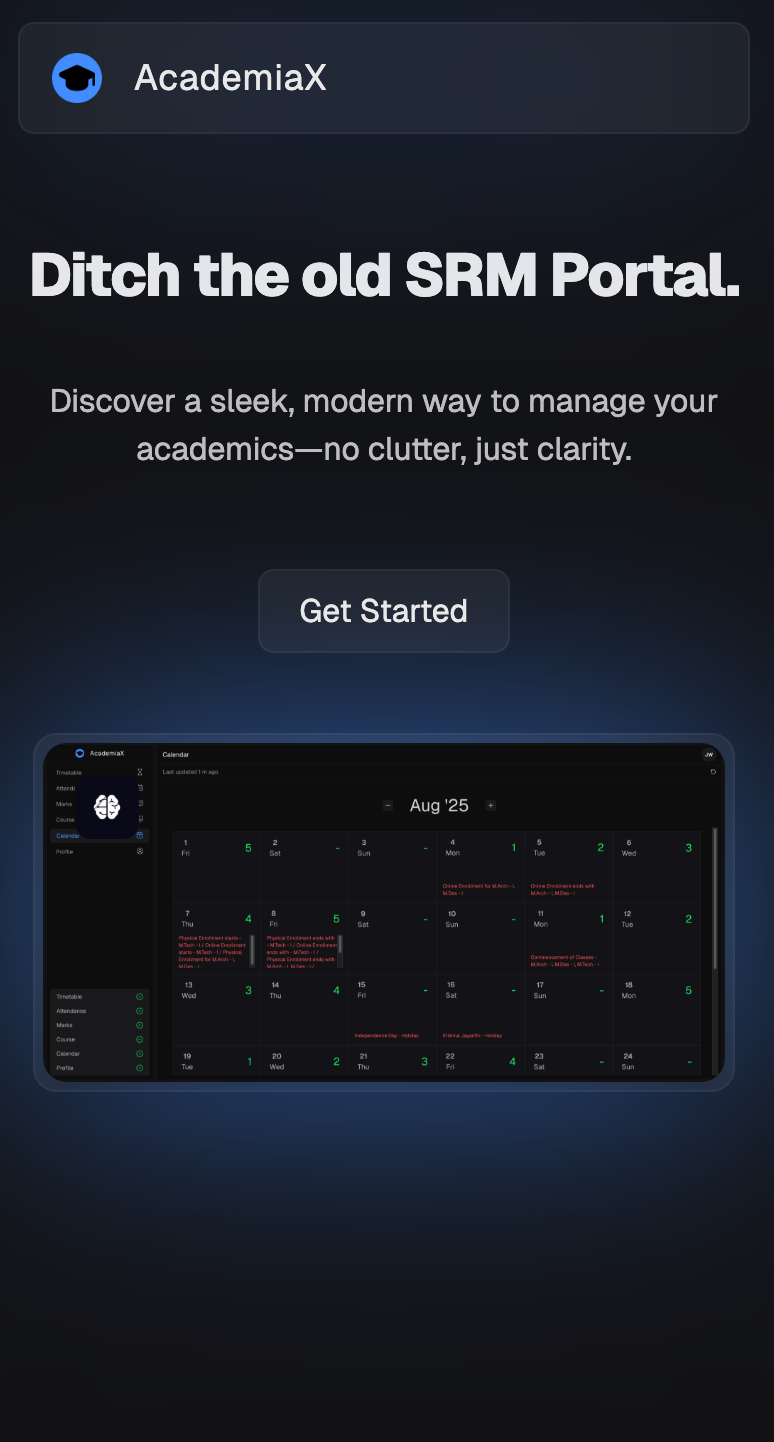 AcademiaX
Ditch the old SRM Portal.
Discover a sleek, modern way to manage your
academics—no clutter, just clarity.
Get Started
AcademiaX
Timetable
Marks
Course
Calendar
Profile
Timetable
Attendance
Marks
Course
Calendar
Profile
Calendar
JW
Last updated 1 m ago
− Aug '25 +
1 5 2 - 3 - 4 1 5 2 6 3
Fri Sat Sun Mon Tue Wed
Online Enrollment for M.Arch - I, Online Enrollment ends with
M.Des - I M.Arch - I, M.Des - I
7 4 8 5 9 - 10 - 11 1 12 2
Thu Fri Sat Sun Mon Tue
Physical Enrollment starts - Physical Enrollment ends with
M.Tech - I / Online Enrollment - M.Tech - I / Online Enrollment
starts - M.Tech - I / Physical ends with - M.Tech - I / Commencement of Classes -
Enrollment for M.Arch - I, Physical Enrollment ends with M.Arch - I, M.Des - I, M.Tech - I
M.Des - I M.Arch - I, M.Des - I /
13 3 14 4 15 - 16 - 17 - 18 5
Wed Thu Fri Sat Sun Mon
Independence Day - Holiday Krishna Jayanthi - Holiday
19 1 20 2 21 3 22 4 23 - 24 -
Tue Wed Thu Fri Sat Sun